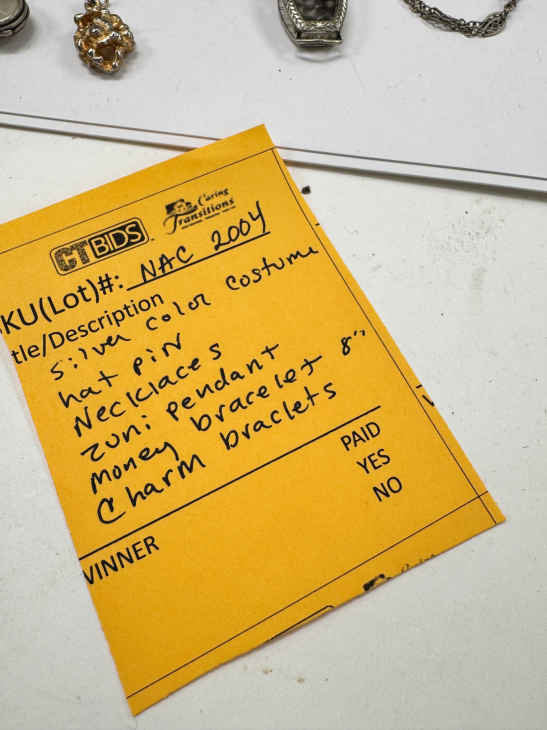 CTBIDS
Caring
Transitions
KU(Lot)#: NAC 2004
tle/Description
Silver color costume
hat pin
Necklaces
zuni pendant
money bracelet 8"
Charm braclets
PAID
YES
NO
WINNER